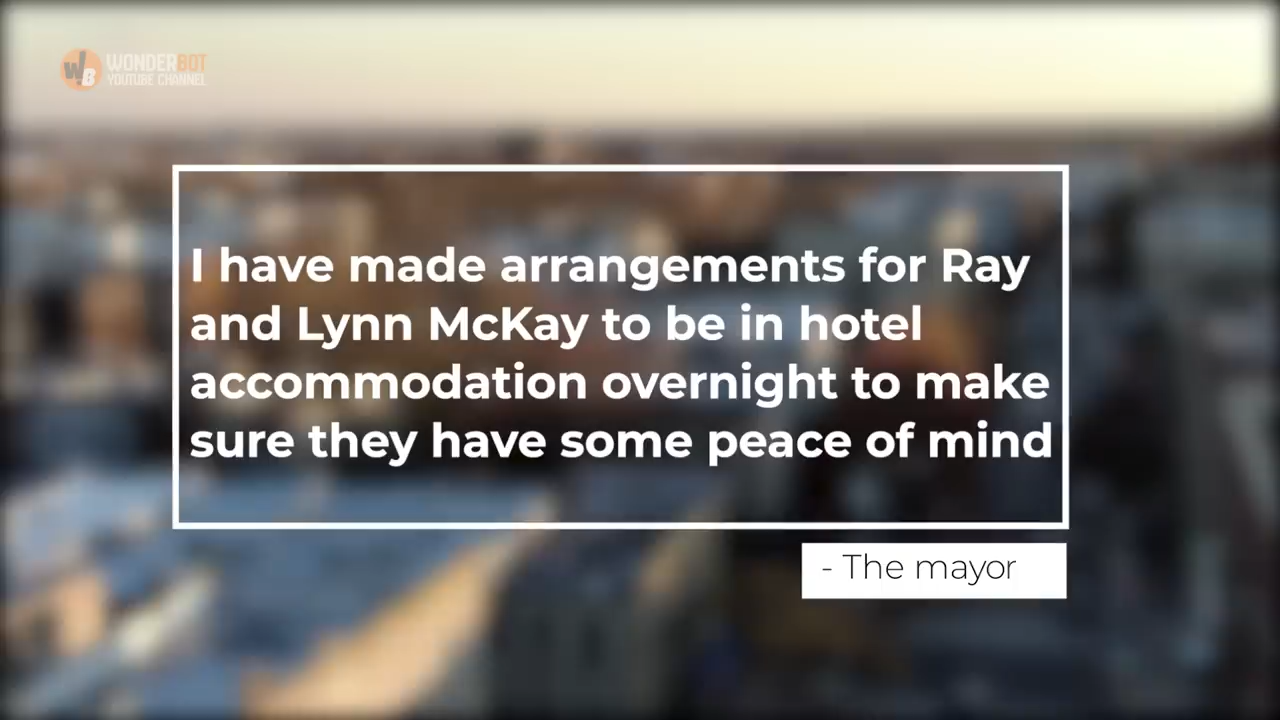 WONDERBOT
YOUTUBE CHANNEL
I have made arrangements for Ray
and Lynn McKay to be in hotel
accommodation overnight to make
sure they have some peace of mind
- The mayor